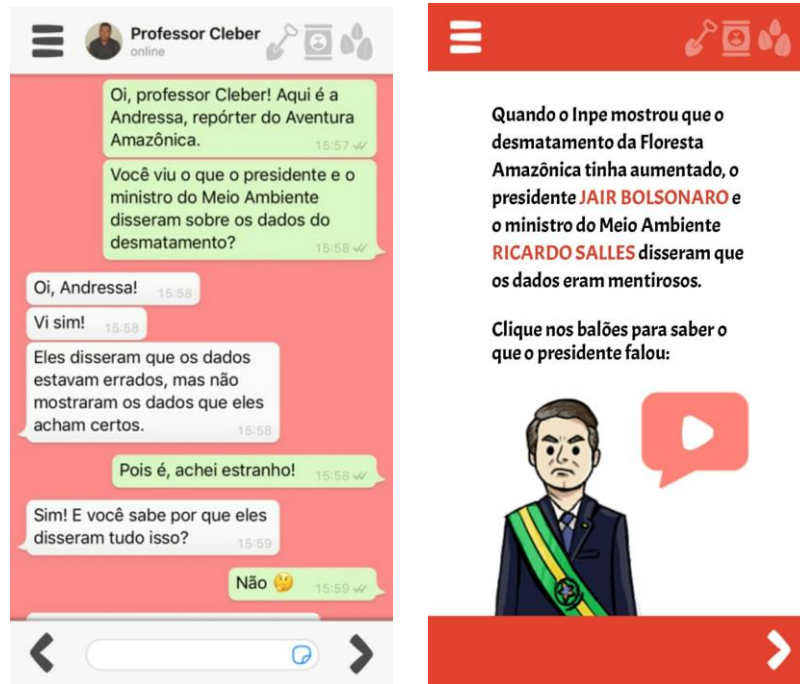 Professor Cleber
online
Oi, professor Cleber! Aqui é a
Andressa, repórter do Aventura
Amazônica.
15:57
Você viu o que o presidente e o
ministro do Meio Ambiente
disseram sobre os dados do
desmatamento?
15:58
Oi, Andressa!
15:58
Vi sim!
15:58
Eles disseram que os dados
estavam errados, mas não
mostraram os dados que eles
acham certos.
15:58
Pois é, achei estranho!
15:58
Sim! E você sabe por que eles
disseram tudo isso?
15:59
Não 🤔
15:59
Quando o Inpe mostrou que o
desmatamento da Floresta
Amazônica tinha aumentado, o
presidente JAIR BOLSONARO e
o ministro do Meio Ambiente
RICARDO SALLES disseram que
os dados eram mentirosos.
Clique nos balões para saber o
que o presidente falou: